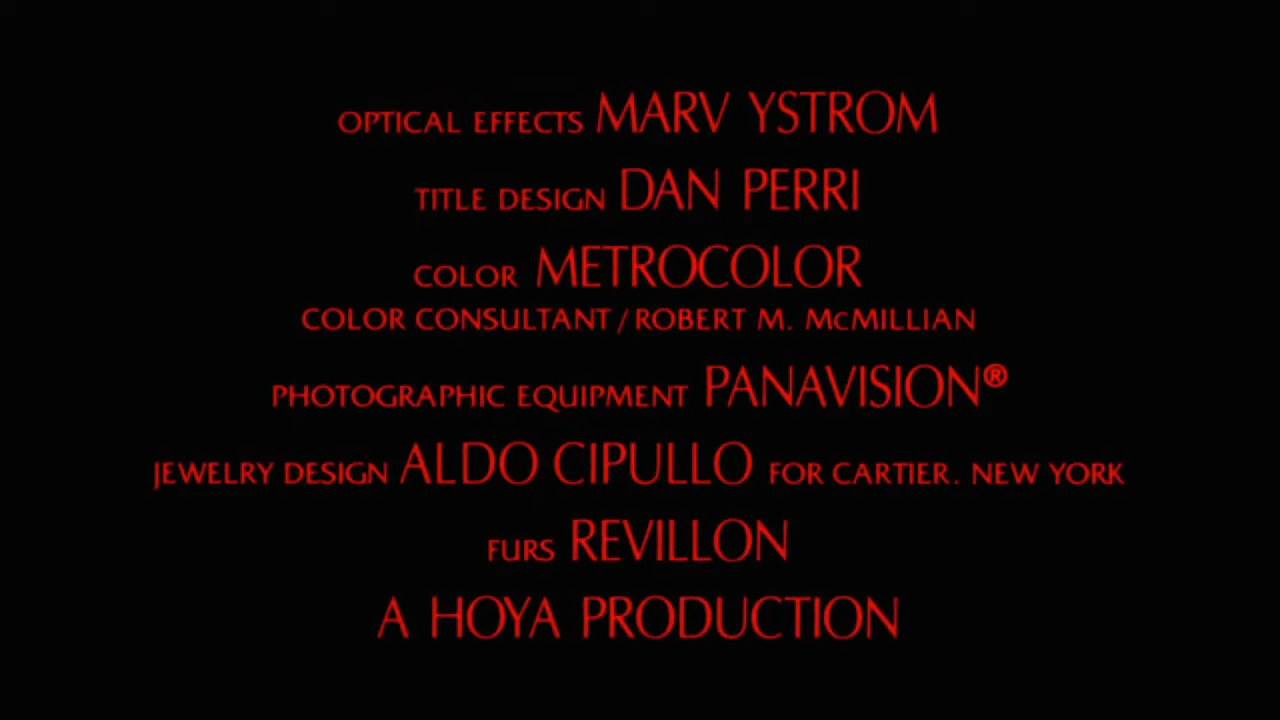 OPTICAL EFFECTS MARV YSTROM
TITLE DESIGN DAN PERRI
COLOR METROCOLOR
COLOR CONSULTANT/ROBERT M. McMILLIAN
PHOTOGRAPHIC EQUIPMENT PANAVISION®
JEWELRY DESIGN ALDO CIPULLO FOR CARTIER. NEW YORK
FURS REVILLON
A HOYA PRODUCTION